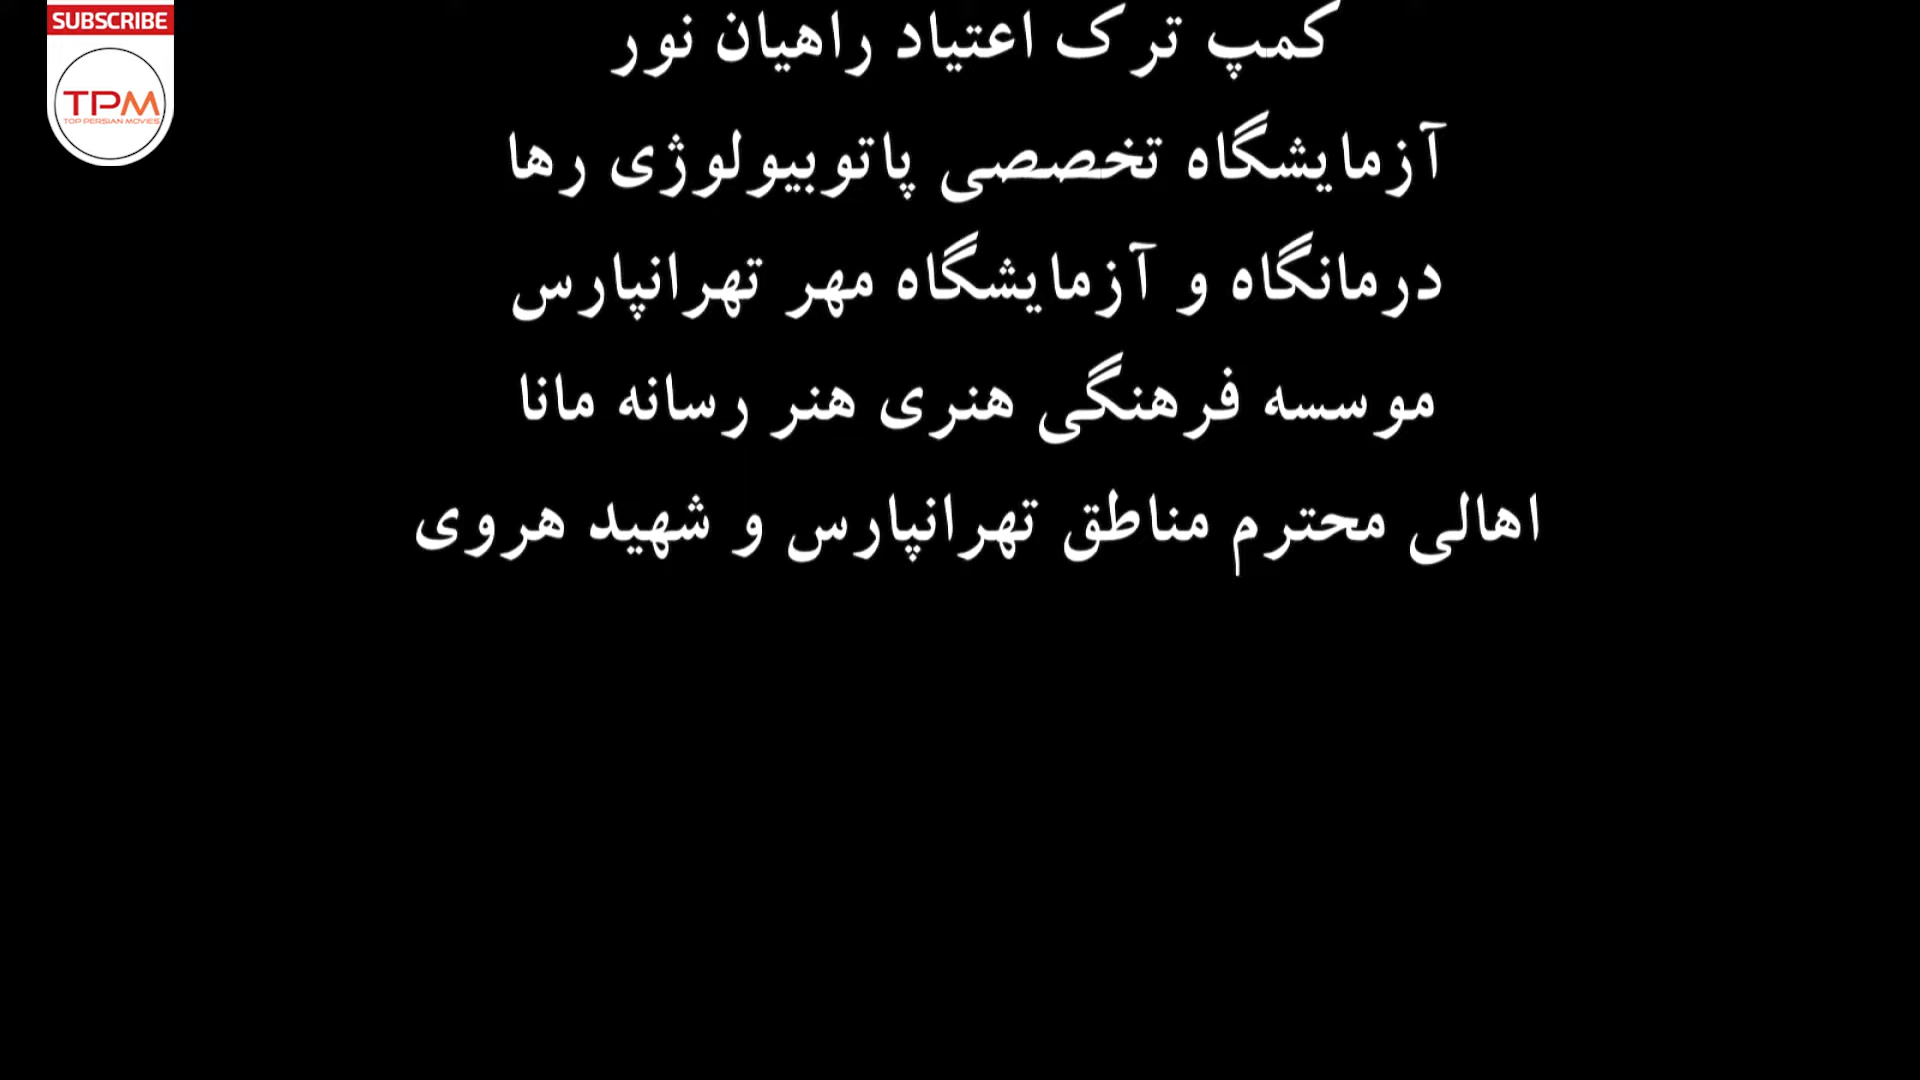 SUBSCRIBE
TPM
TOP PERSIAN MOVIES
کمپ ترک اعتیاد راهیان نور
آزمایشگاه تخصصی پاتوبیولوژی رها
درمانگاه و آزمایشگاه مهر تهرانپارس
موسسه فرهنگی هنری هنر رسانه مانا
اهالی محترم مناطق تهرانپارس و شهید هروی